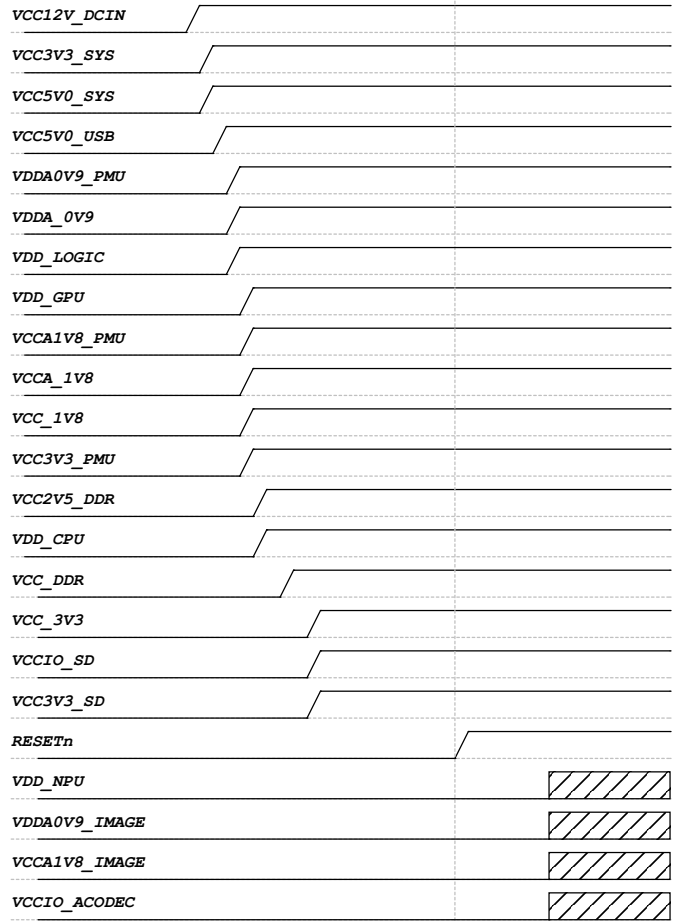 VCC12V_DCIN
VCC3V3_SYS
VCC5V0_SYS
VCC5V0_USB
VDDA0V9_PMU
VDDA_0V9
VDD_LOGIC
VDD_GPU
VCCA1V8_PMU
VCCA_1V8
VCC_1V8
VCC3V3_PMU
VCC2V5_DDR
VDD_CPU
VCC_DDR
VCC_3V3
VCCIO_SD
VCC3V3_SD
RESETn
VDD_NPU
VDDA0V9_IMAGE
VCCA1V8_IMAGE
VCCIO_ACODEC